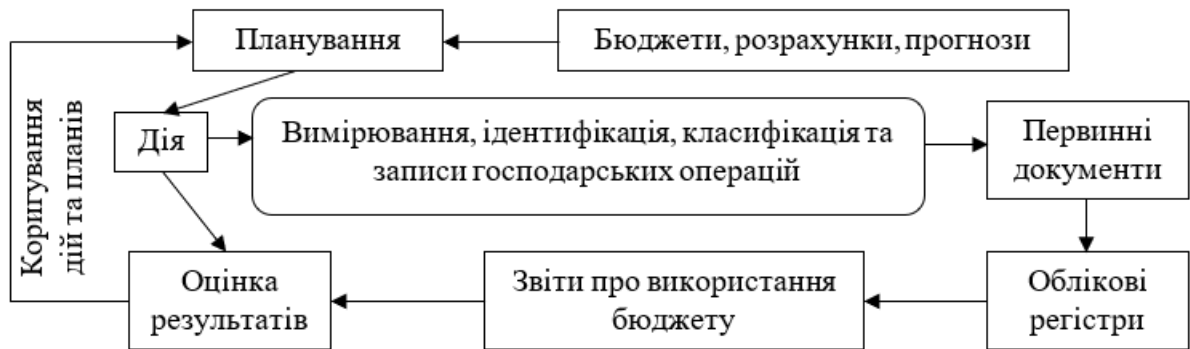 Планування
Бюджети, розрахунки, прогнози
Коригування
дій та планів
Дія
Вимірювання, ідентифікація, класифікація та
записи господарських операцій
Первинні
документи
Оцінка
результатів
Звіти про використання
бюджету
Облікові
регістри